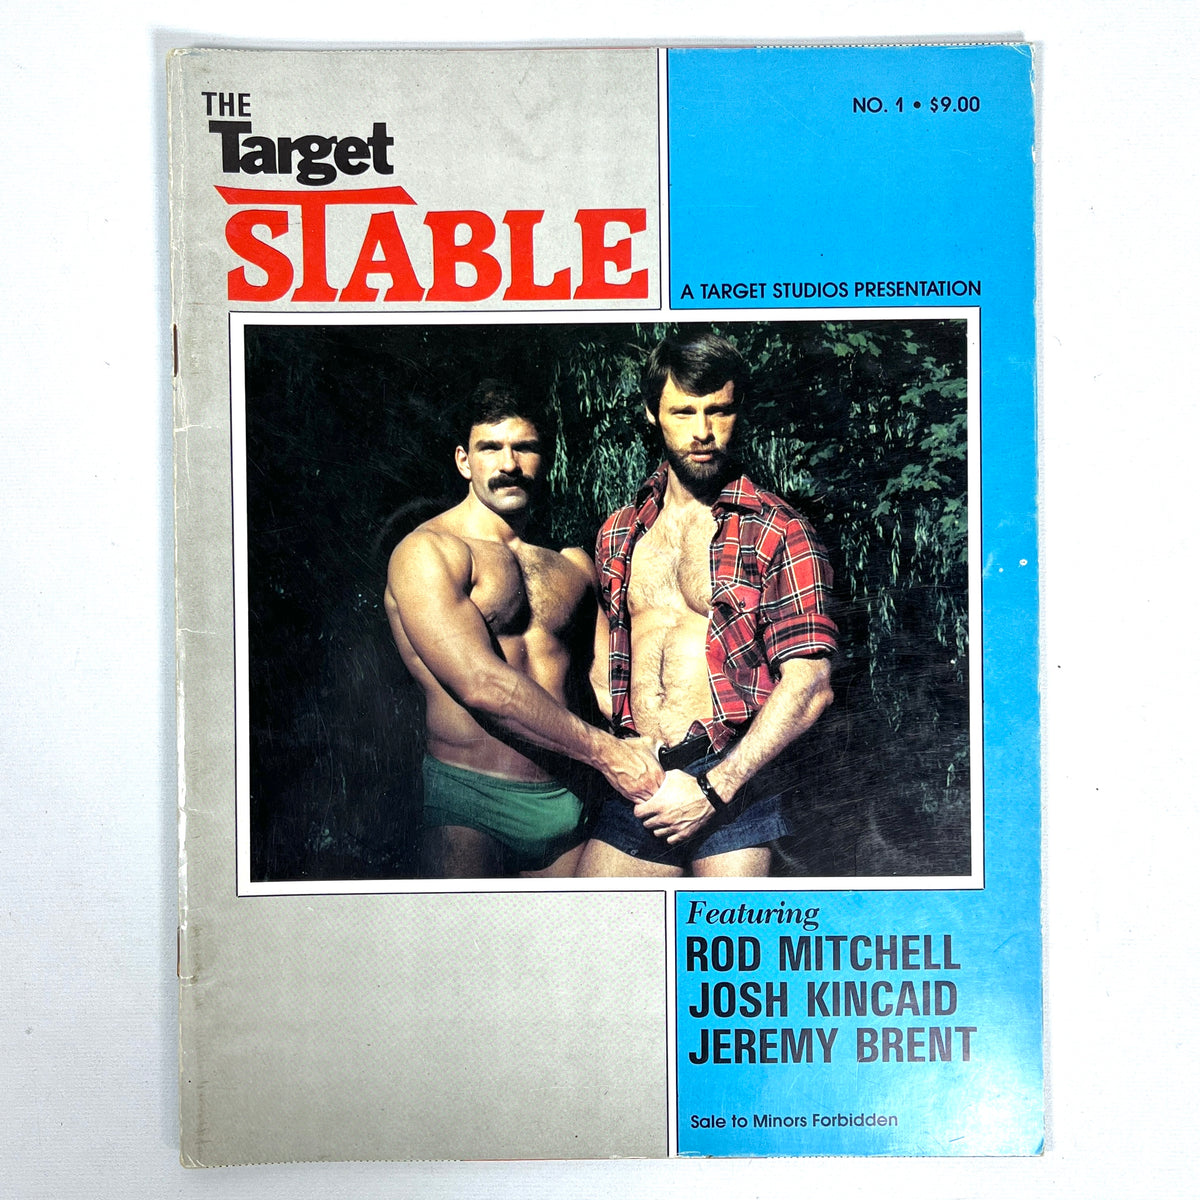 THE
Target
STABLE
NO. 1 • $9.00
A TARGET STUDIOS PRESENTATION
Featuring
ROD MITCHELL
JOSH KINCAID
JEREMY BRENT
Sale to Minors Forbidden